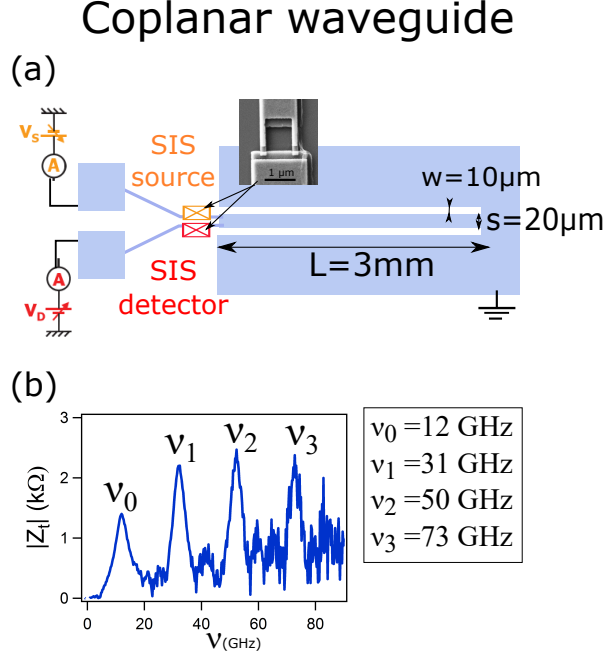 Coplanar waveguide
(a)
V_S
A
SIS
source
1 μm
w=10μm
s=20μm
L=3mm
A
V_D
SIS
detector
(b)
|Z_t| (kΩ)
3
2
1
0
ν_0
ν_1
ν_2
ν_3
0
20
40
60
80
ν(GHz)
ν_0 =12 GHz
ν_1 =31 GHz
ν_2 =50 GHz
ν_3 =73 GHz